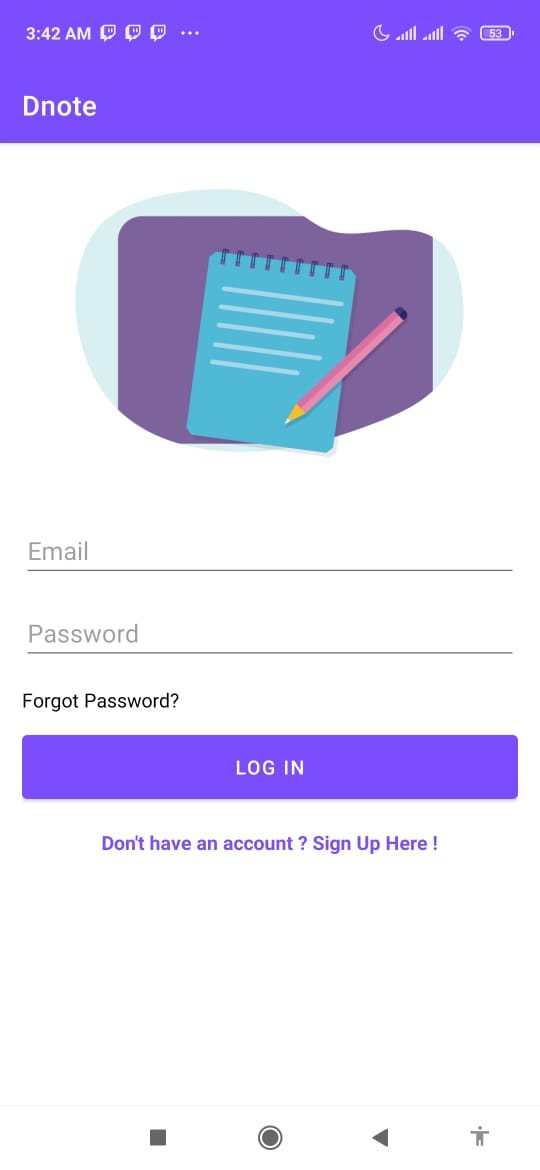 3:42 AM 53
Dnote
Email
Password
Forgot Password?
LOG IN
Don't have an account ? Sign Up Here !